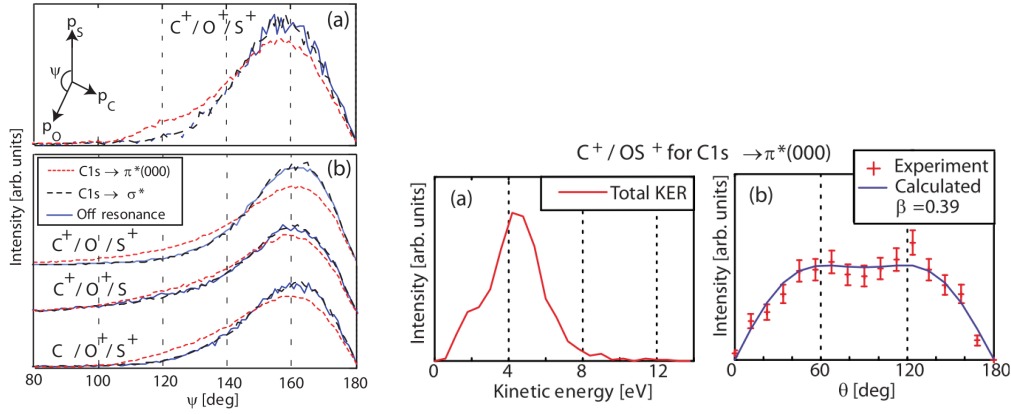 C⁺/O⁺/S⁺ (a)
p_S
ψ
p_C
p_O
(b)
C1s → π*(000)
C1s → σ*
Off resonance
C⁺/O⁺/S⁺
C⁺/O⁺/S
C/O⁺/S⁺
Intensity [arb. units]
80 100 120 140 160 180
ψ [deg]
C⁺/OS⁺ for C1s → π*(000)
(a)
Total KER
Intensity [arb. units]
0 4 8 12
Kinetic energy [eV]
(b)
Experiment
Calculated
β = 0.39
Intensity [arb. units]
0 60 120 180
θ [deg]